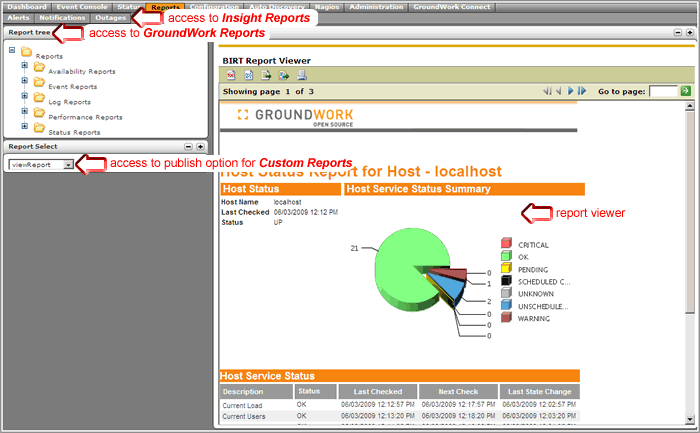 Dashboard Event Console Status Reports Configuration Auto Discovery Nagios Administration GroundWork Connect
Alerts Notifications Outages
access to Insight Reports
Report tree
access to GroundWork Reports
Reports
Availability Reports
Event Reports
Log Reports
Performance Reports
Status Reports
Report Select
viewReport
access to publish option for Custom Reports
BIRT Report Viewer
Showing page 1 of 3
Go to page:
GROUNDWORK
OPEN SOURCE
Host Status Report for Host - localhost
Host Status
Host Service Status Summary
Host Name localhost
Last Checked 06/03/2009 12:12 PM
Status UP
report viewer
21
0
1
2
0
0
0
CRITICAL
OK
PENDING
SCHEDULED C...
UNKNOWN
UNSCHEDULE...
WARNING
Host Service Status
Description Status Last Checked Next Check Last State Change
Current Load OK 06/03/2009 12:12:57 PM 06/03/2009 12:17:57 PM 06/03/2009 12:02:57 PM
Current Users OK 06/03/2009 12:13:20 PM 06/03/2009 12:18:20 PM 06/03/2009 12:03:20 PM